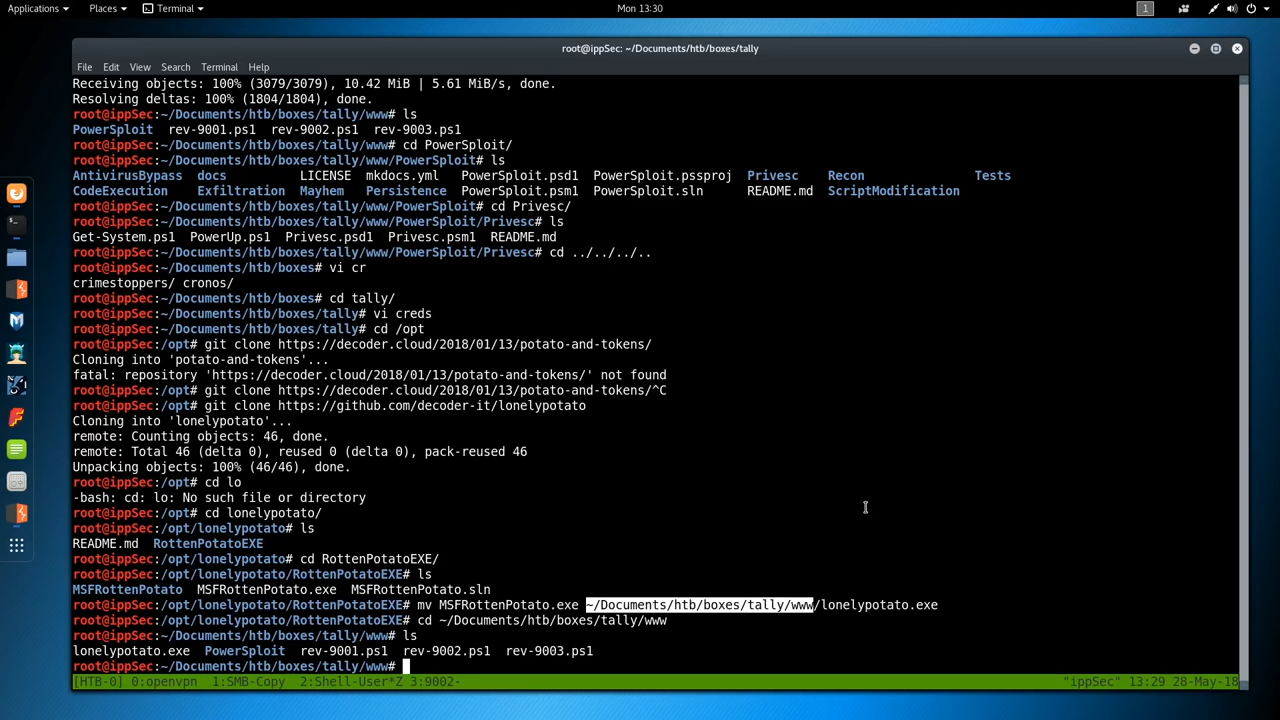 Applications Places Terminal Mon 13:30 1
root@ippSec: ~/Documents/htb/boxes/tally
File Edit View Search Terminal Help
Receiving objects: 100% (3079/3079), 10.42 MiB | 5.61 MiB/s, done.
Resolving deltas: 100% (1804/1804), done.
root@ippSec:~/Documents/htb/boxes/tally/www# ls
PowerSploit rev-9001.ps1 rev-9002.ps1 rev-9003.ps1
root@ippSec:~/Documents/htb/boxes/tally/www# cd PowerSploit/
root@ippSec:~/Documents/htb/boxes/tally/www/PowerSploit# ls
AntivirusBypass docs LICENSE mkdocs.yml PowerSploit.psd1 PowerSploit.pssproj Privesc Recon Tests
CodeExecution Exfiltration Mayhem Persistence PowerSploit.psm1 PowerSploit.sln README.md ScriptModification
root@ippSec:~/Documents/htb/boxes/tally/www/PowerSploit# cd Privesc/
root@ippSec:~/Documents/htb/boxes/tally/www/PowerSploit/Privesc# ls
Get-System.ps1 PowerUp.ps1 Privesc.psd1 Privesc.psm1 README.md
root@ippSec:~/Documents/htb/boxes/tally/www/PowerSploit/Privesc# cd ../../../..
root@ippSec:~/Documents/htb/boxes# vi cr
crimestoppers/ cronos/
root@ippSec:~/Documents/htb/boxes# cd tally/
root@ippSec:~/Documents/htb/boxes/tally# vi creds
root@ippSec:~/Documents/htb/boxes/tally# cd /opt
root@ippSec:/opt# git clone https://decoder.cloud/2018/01/13/potato-and-tokens/
Cloning into 'potato-and-tokens'...
fatal: repository 'https://decoder.cloud/2018/01/13/potato-and-tokens/' not found
root@ippSec:/opt# git clone https://decoder.cloud/2018/01/13/potato-and-tokens/^C
root@ippSec:/opt# git clone https://github.com/decoder-it/lonelypotato
Cloning into 'lonelypotato'...
remote: Counting objects: 46, done.
remote: Total 46 (delta 0), reused 0 (delta 0), pack-reused 46
Unpacking objects: 100% (46/46), done.
root@ippSec:/opt# cd lo
-bash: cd: lo: No such file or directory
root@ippSec:/opt# cd lonelypotato/
root@ippSec:/opt/lonelypotato# ls
README.md RottenPotatoEXE
root@ippSec:/opt/lonelypotato# cd RottenPotatoEXE/
root@ippSec:/opt/lonelypotato/RottenPotatoEXE# ls
MSFRottenPotato MSFRottenPotato.exe MSFRottenPotato.sln
root@ippSec:/opt/lonelypotato/RottenPotatoEXE# mv MSFRottenPotato.exe ~/Documents/htb/boxes/tally/www/lonelypotato.exe
root@ippSec:/opt/lonelypotato/RottenPotatoEXE# cd ~/Documents/htb/boxes/tally/www
root@ippSec:~/Documents/htb/boxes/tally/www# ls
lonelypotato.exe PowerSploit rev-9001.ps1 rev-9002.ps1 rev-9003.ps1
root@ippSec:~/Documents/htb/boxes/tally/www#
[HTB-0] 0:openvpn 1:SMB-Copy 2:Shell-User*Z 3:9002- "ippSec" 13:29 28-May-18